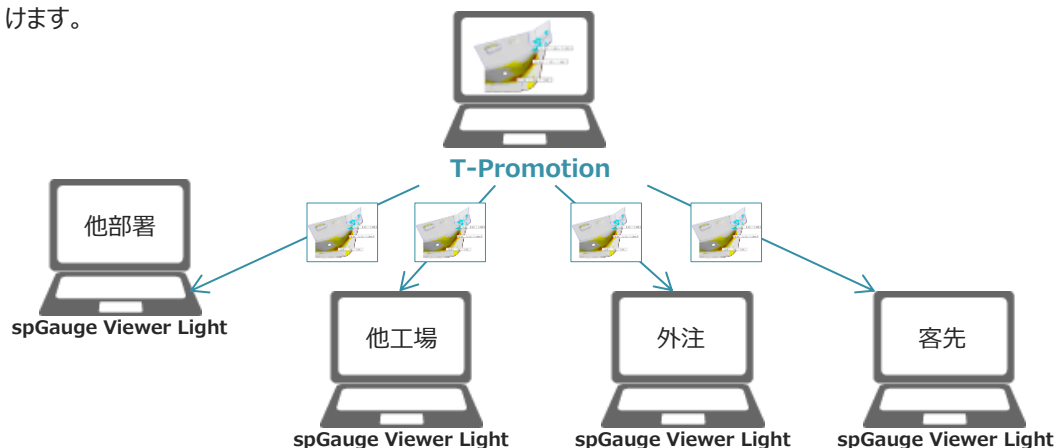 けます。
T-Promotion
他部署
spGauge Viewer Light
他工場
外注
客先
spGauge Viewer Light
spGauge Viewer Light
spGauge Viewer Light